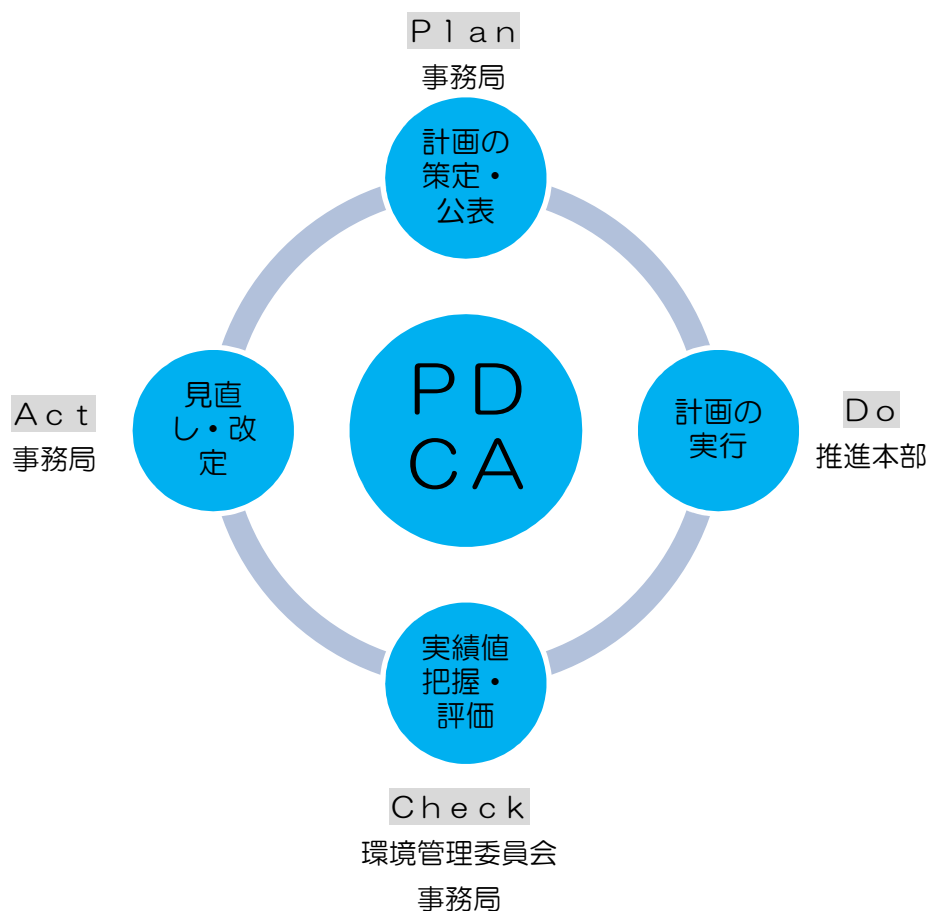 Ｐｌａｎ
事務局
計画の
策定・
公表
ＰＤ
ＣＡ
見直
し・改
定
Ａｃｔ
事務局
計画の
実行
Ｄｏ
推進本部
実績値
把握・
評価
Ｃｈｅｃｋ
環境管理委員会
事務局